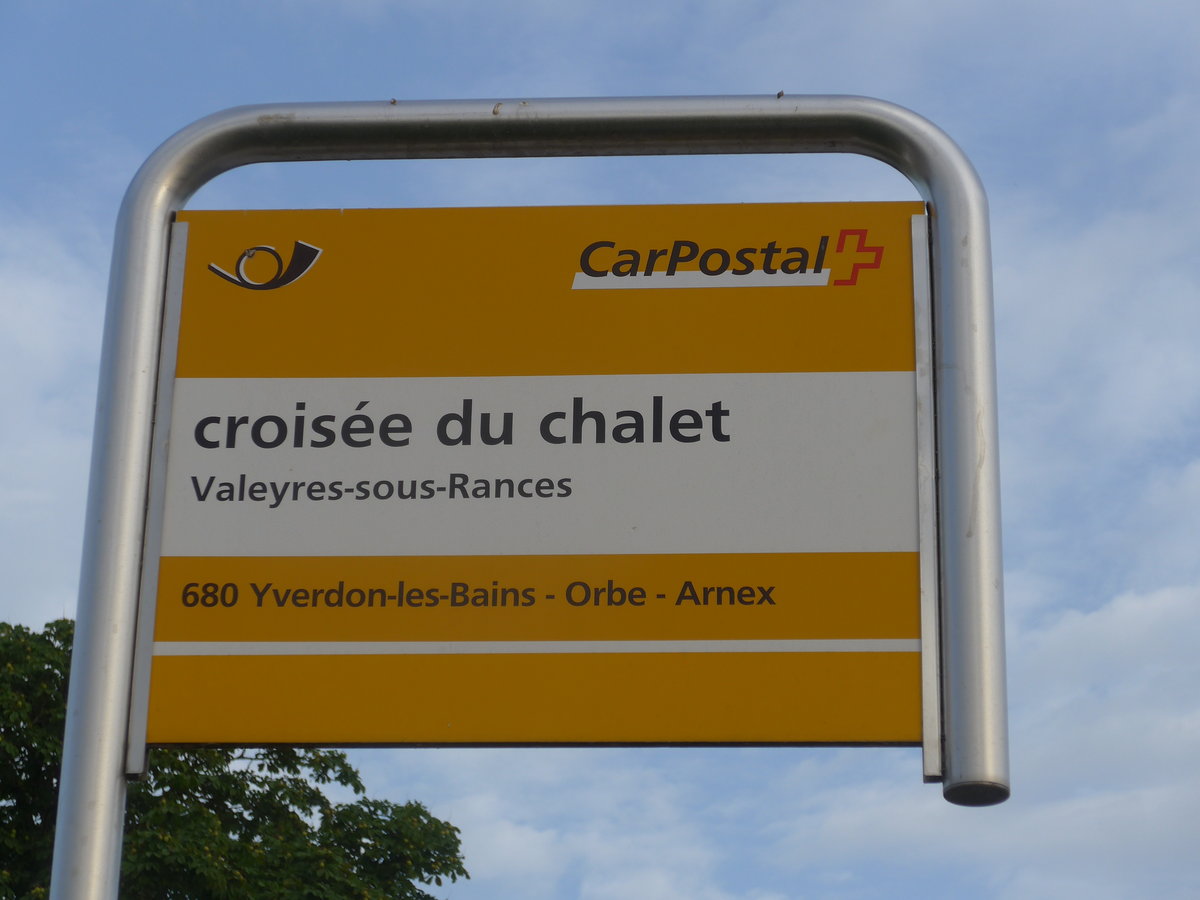 CarPostal
croisée du chalet
Valeyres-sous-Rances
680 Yverdon-les-Bains - Orbe - Arnex